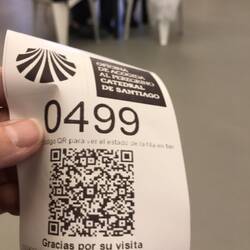 OFICINA
DE ACOGIDA
AL PEREGRINO
CATEDRAL
DE SANTIAGO
0499
QR para ver el estado de la fila en
Gracias por su visita